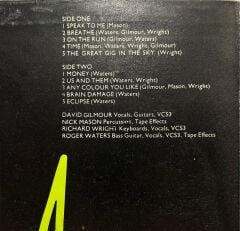 SIDE ONE
1 SPEAK TO ME (Mason)
2 BREATHE (Waters, Gilmour, Wright)
3 ON THE RUN (Gilmour, Waters)
4 TIME (Mason, Waters, Wright, Gilmour)
5 THE GREAT GIG IN THE SKY (Wright)
SIDE TWO
1 MONEY (Waters)
2 US AND THEM (Waters, Wright)
3 ANY COLOUR YOU LIKE (Gilmour, Mason, Wright)
4 BRAIN DAMAGE (Waters)
5 ECLIPSE (Waters)
DAVID GILMOUR Vocals, Guitars, VCS3
NICK MASON Percussion, Tape Effects
RICHARD WRIGHT Keyboards, Vocals, VCS3
ROGER WATERS Bass Guitar, Vocals, VCS3, Tape Effects